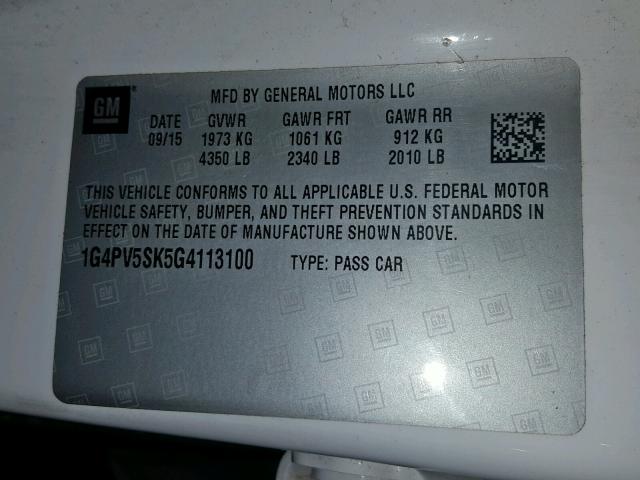 GM
MFD BY GENERAL MOTORS LLC
DATE GVWR GAWR FRT GAWR RR
09/15 1973 KG 1061 KG 912 KG
4350 LB 2340 LB 2010 LB
THIS VEHICLE CONFORMS TO ALL APPLICABLE U.S. FEDERAL MOTOR
VEHICLE SAFETY, BUMPER, AND THEFT PREVENTION STANDARDS IN
EFFECT ON THE DATE OF MANUFACTURE SHOWN ABOVE.
1G4PV5SK5G4113100 TYPE: PASS CAR